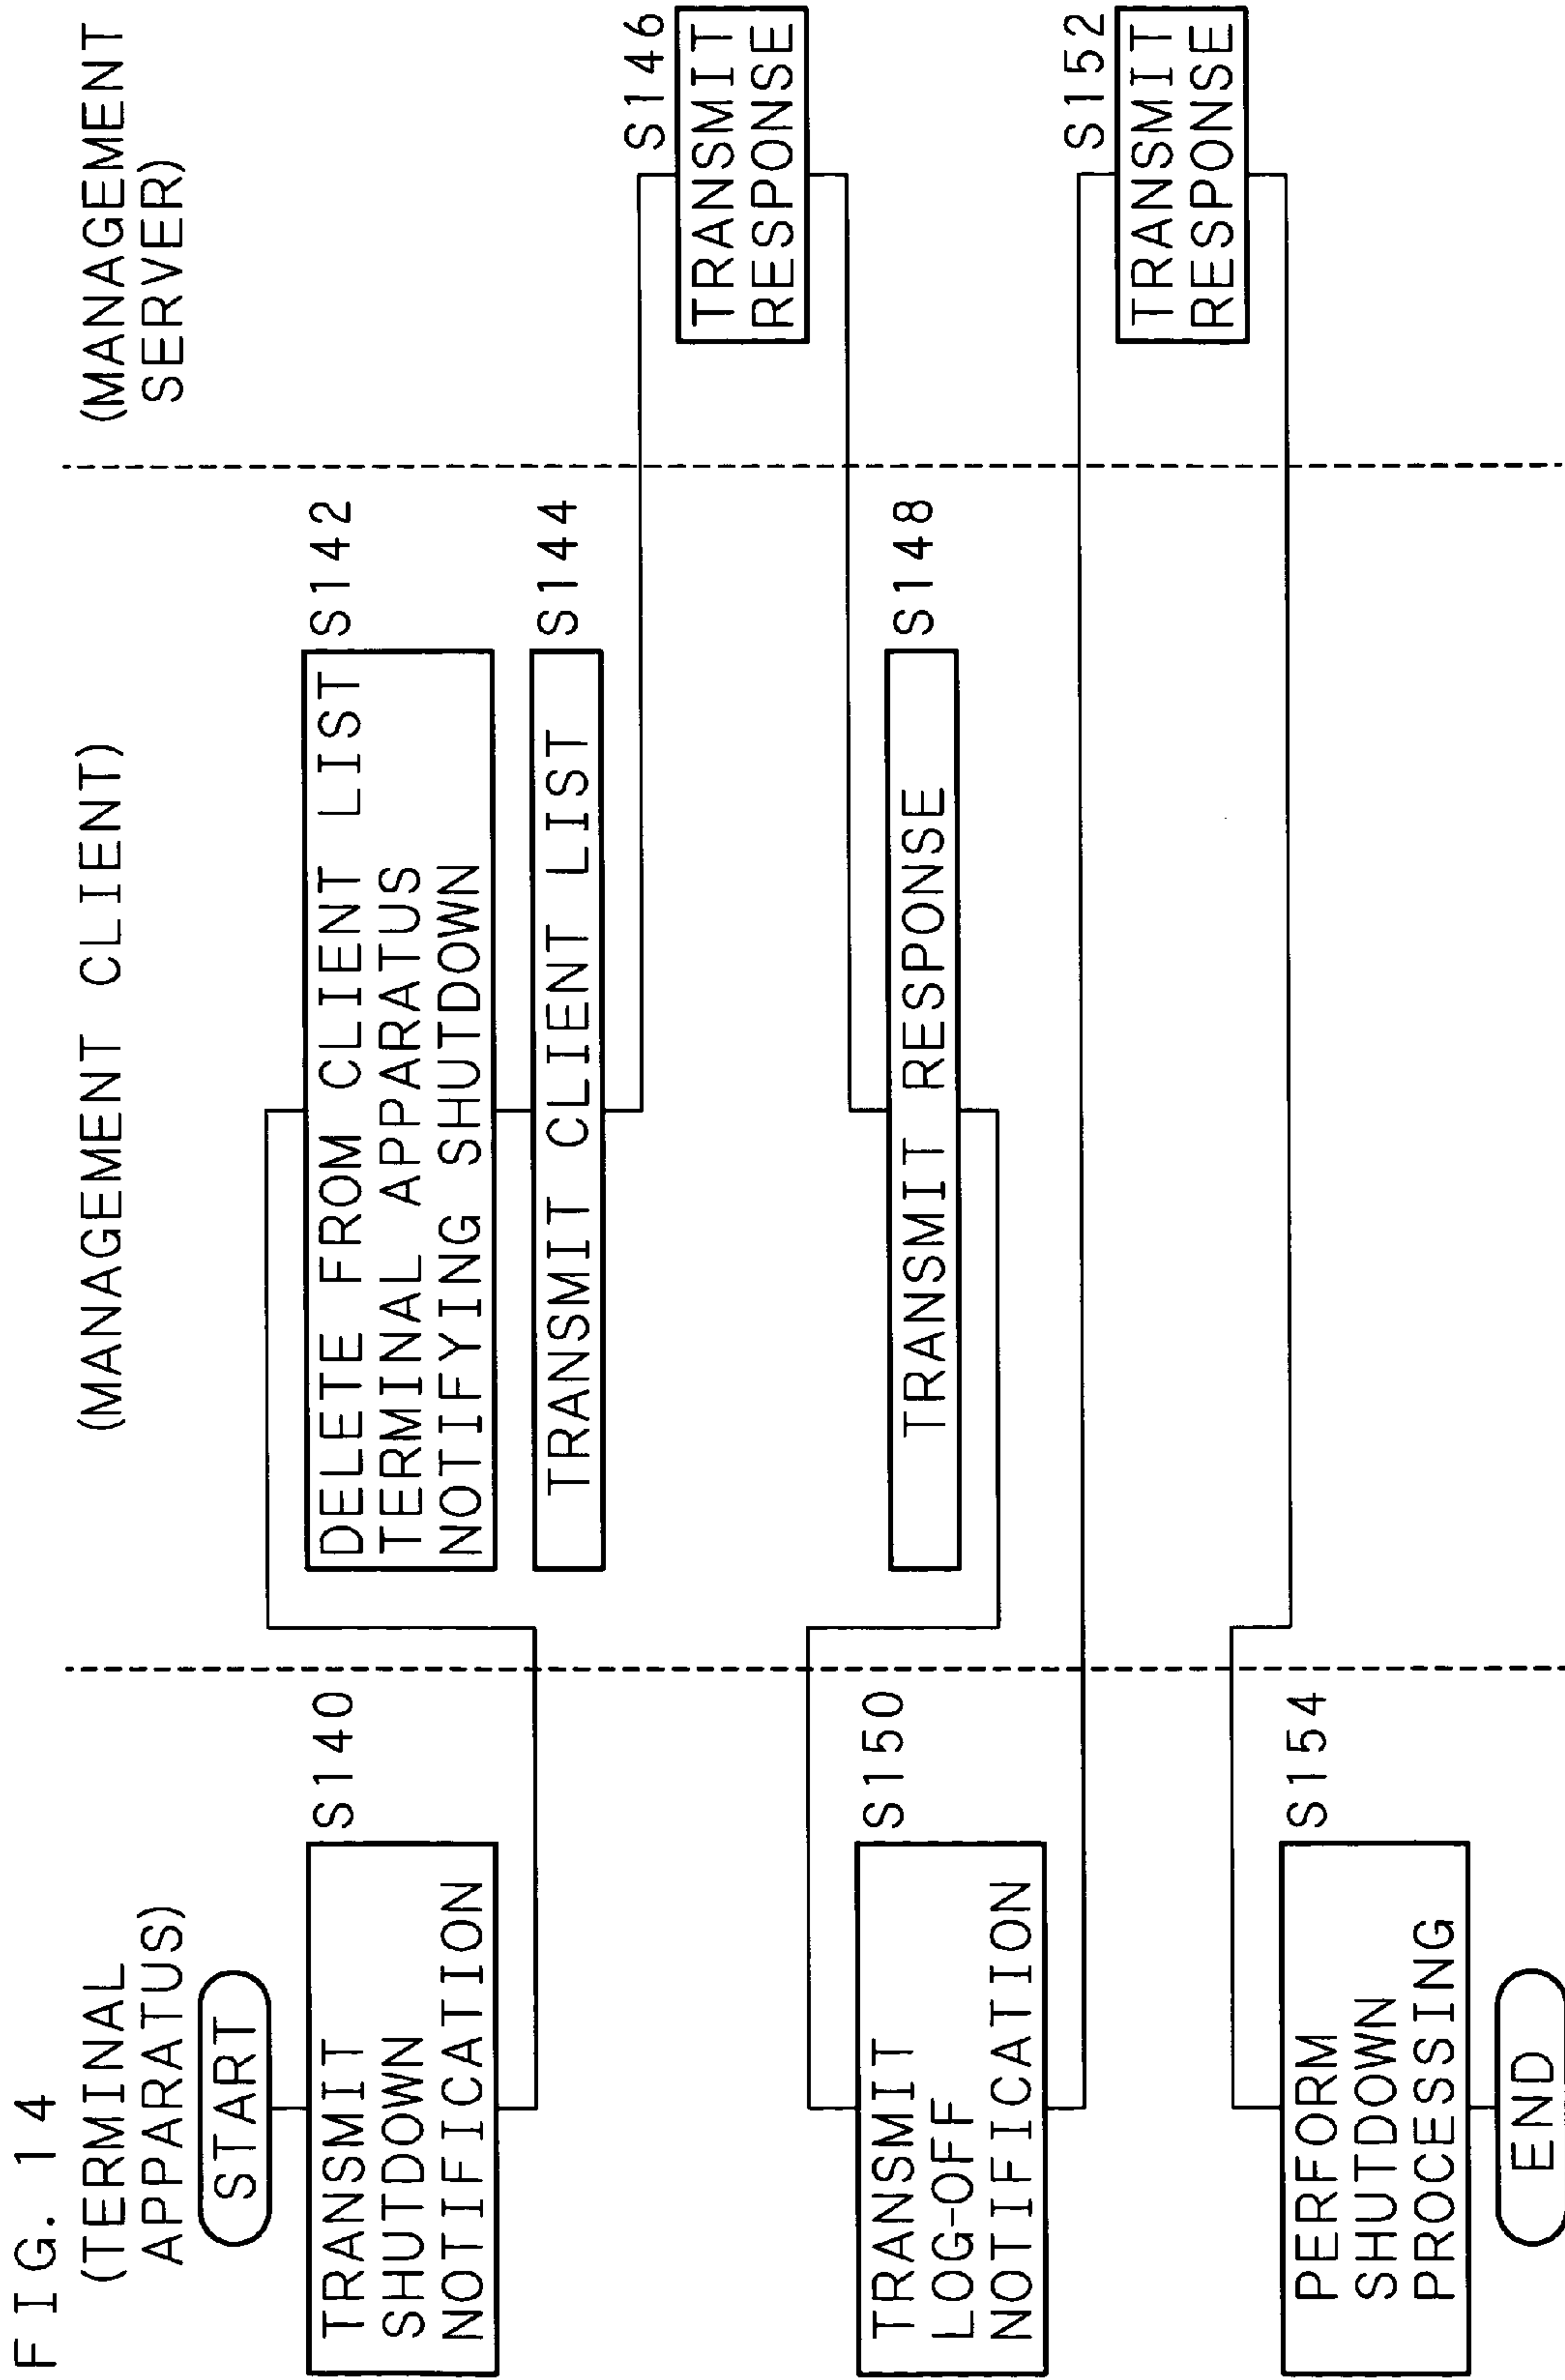 FIG. 14
(TERMINAL
APPARATUS)
(MANAGEMENT CLIENT)
(MANAGEMENT
SERVER)
START
S140
TRANSMIT
SHUTDOWN
NOTIFICATION
S142
DELETE FROM CLIENT LIST
TERMINAL APPARATUS
NOTIFYING SHUTDOWN
S144
TRANSMIT CLIENT LIST
S146
TRANSMIT
RESPONSE
S148
TRANSMIT RESPONSE
S150
TRANSMIT
LOG-OFF
NOTIFICATION
S152
TRANSMIT
RESPONSE
S154
PERFORM
SHUTDOWN
PROCESSING
END